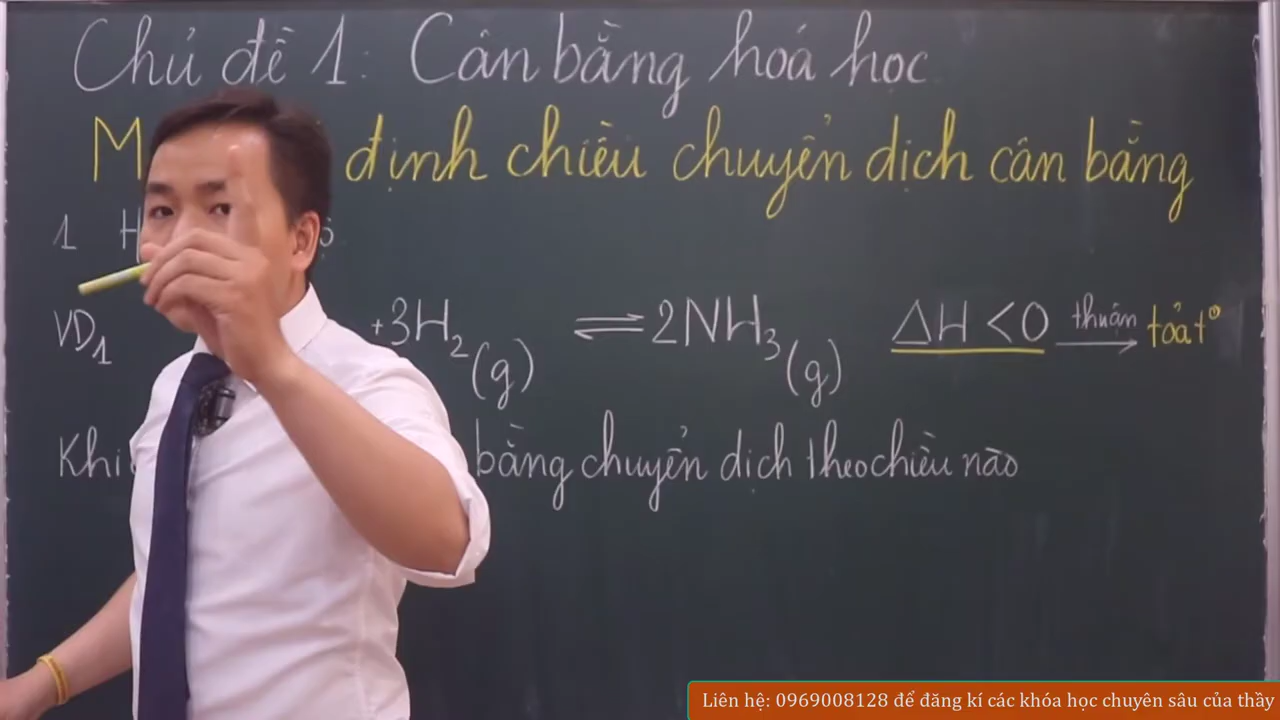 Chủ đề 1: Cân bằng hoá học
định chiều chuyển dịch cân bằng
1
VD1 +3H2(g) ⇌ 2NH3(g) ΔH <0 thuận → tỏa t°
bằng chuyển dịch theo chiều nào
Liên hệ: 0969008128 để đăng kí các khóa học chuyên sâu của thầy